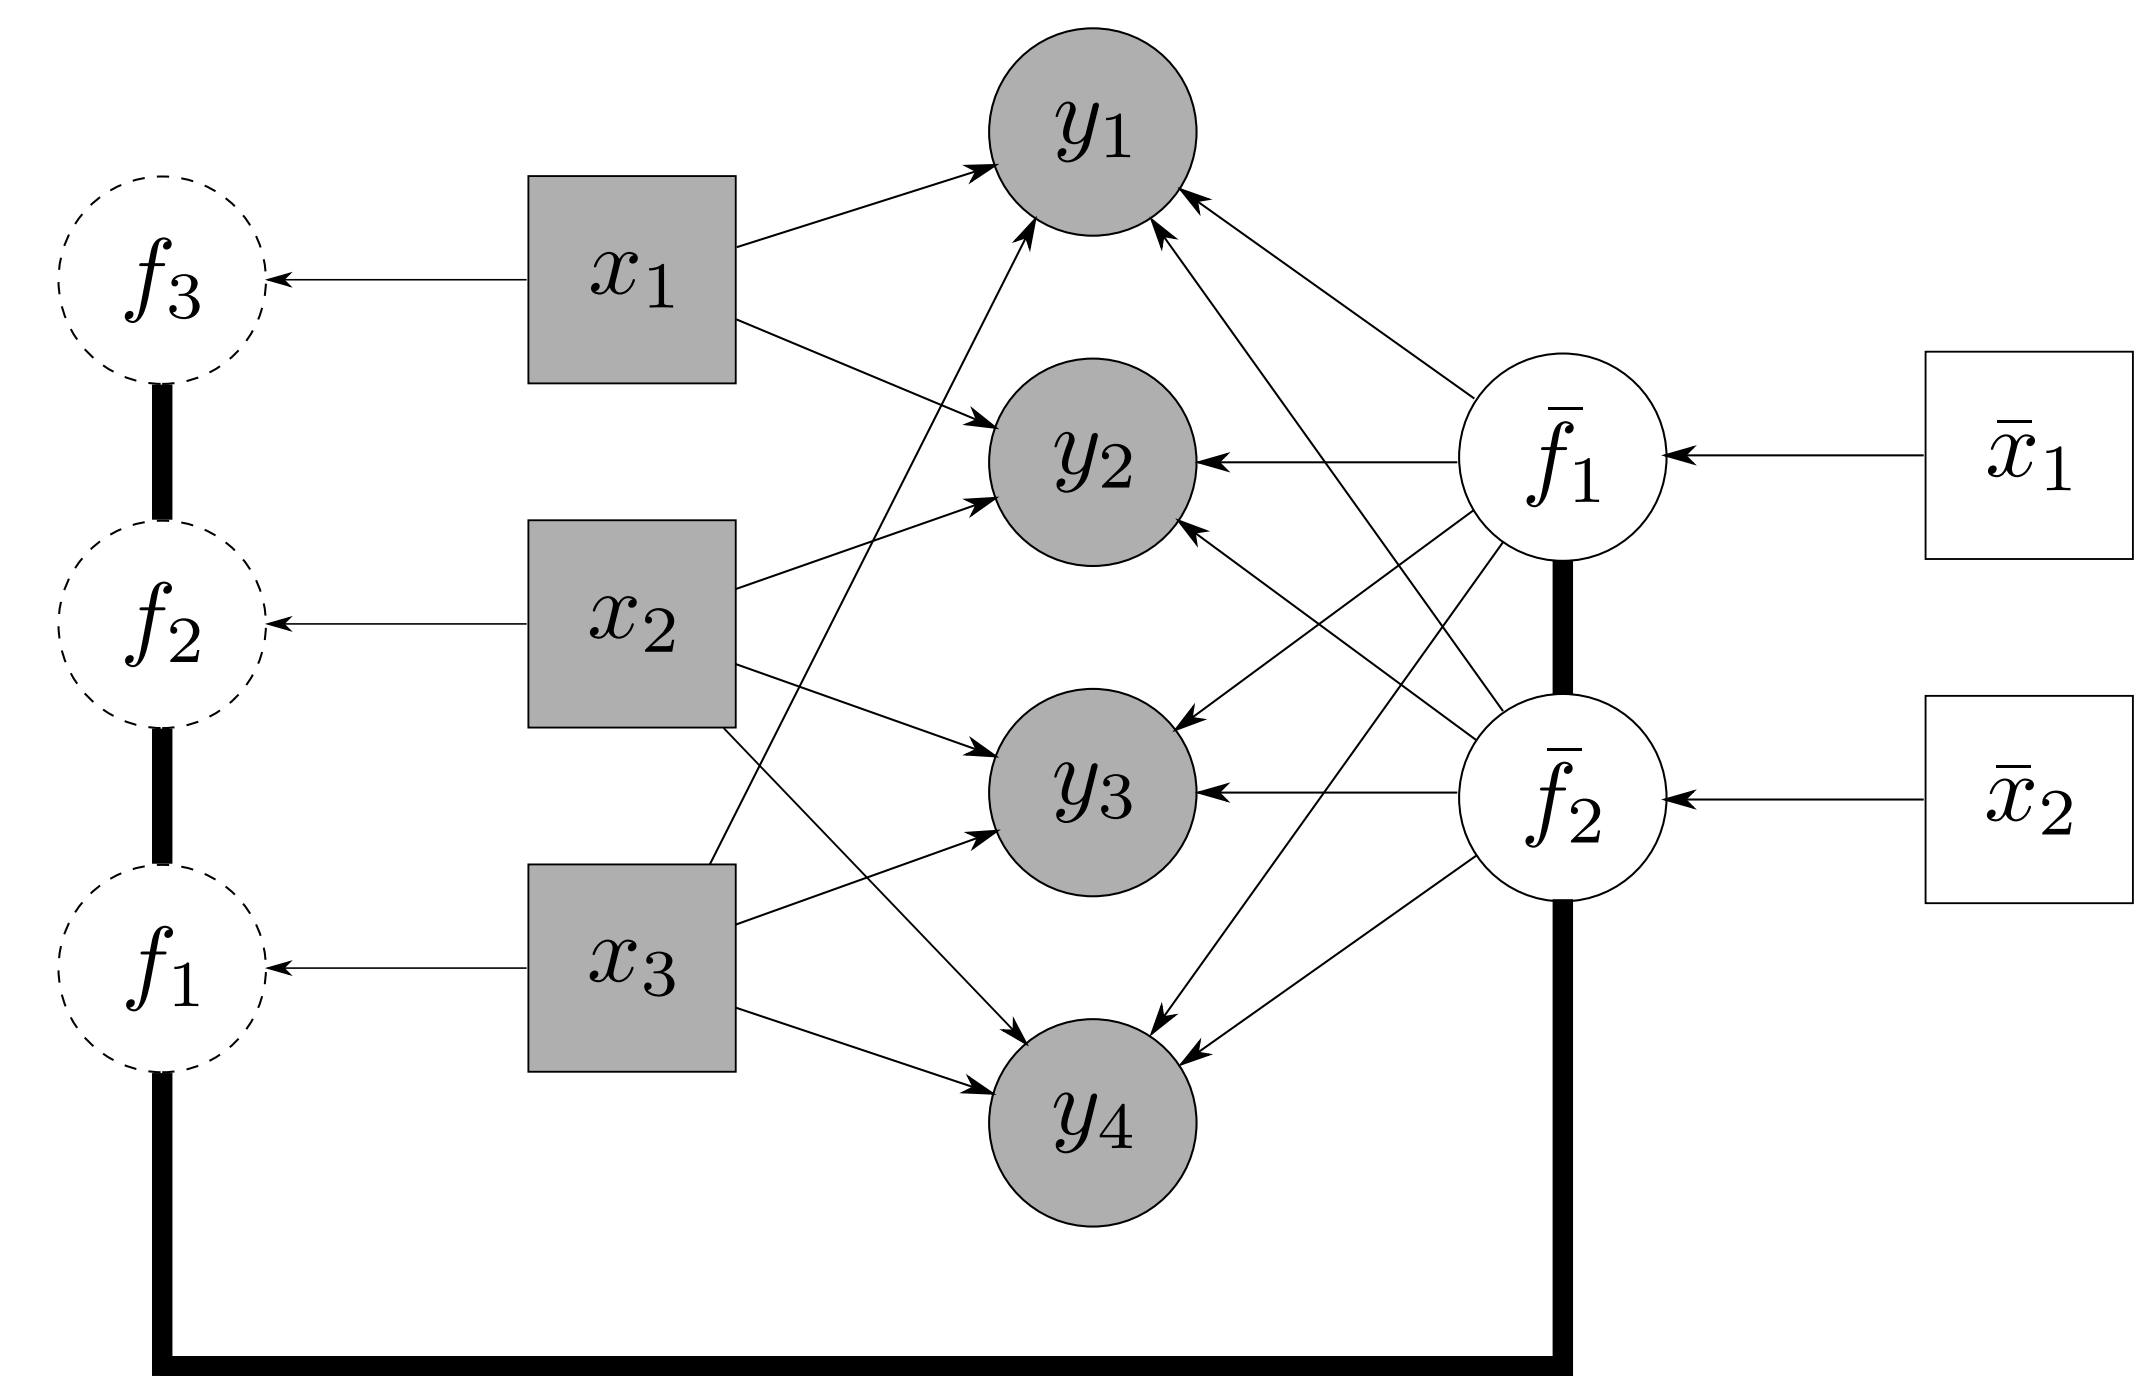 y₁
f₃
x₁
y₂
f̄₁
x̄₁
f₂
x₂
y₃
f̄₂
x̄₂
f₁
x₃
y₄